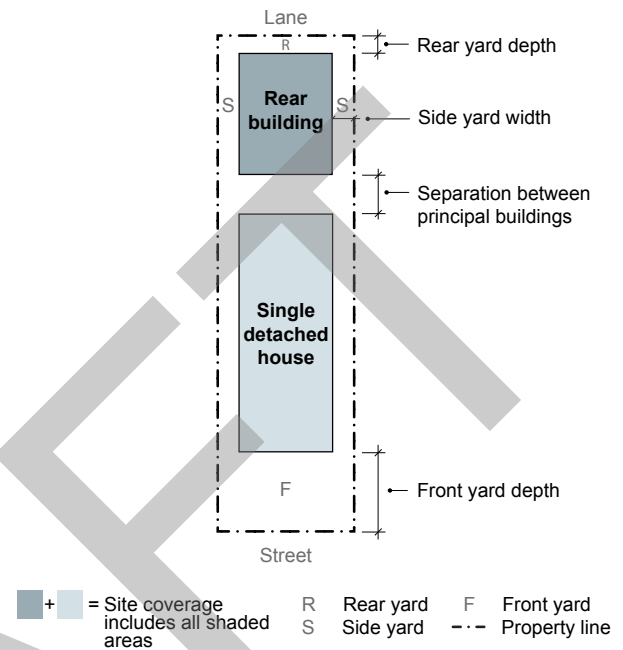 Lane
R
Rear yard depth
S
Rear
building
S
Side yard width
Separation between
principal buildings
Single
detached
house
F
Front yard depth
Street
+ = Site coverage
includes all shaded
areas
R Rear yard
S Side yard
F Front yard
Property line